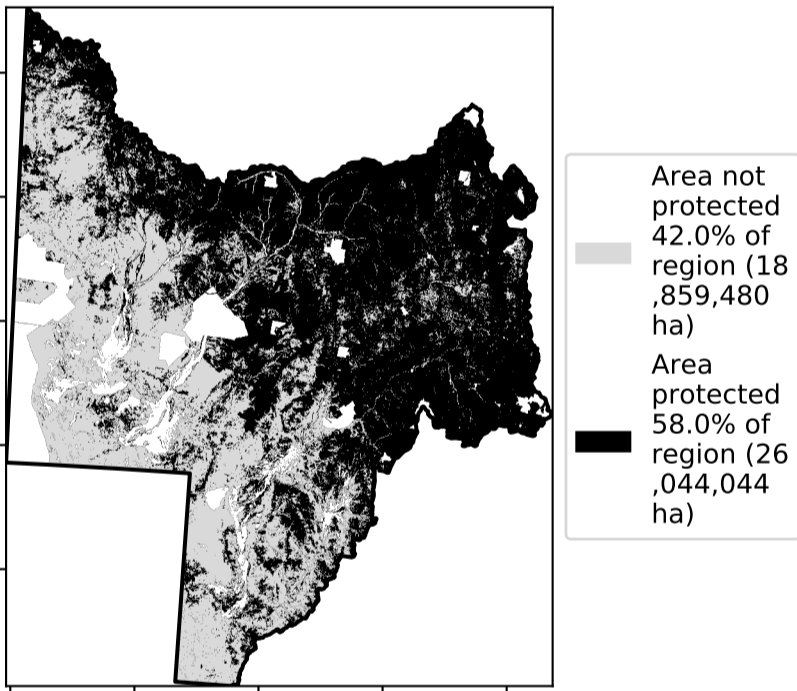 Area not
protected
42.0% of
region (18
,859,480
ha)
Area
protected
58.0% of
region (26
,044,044
ha)